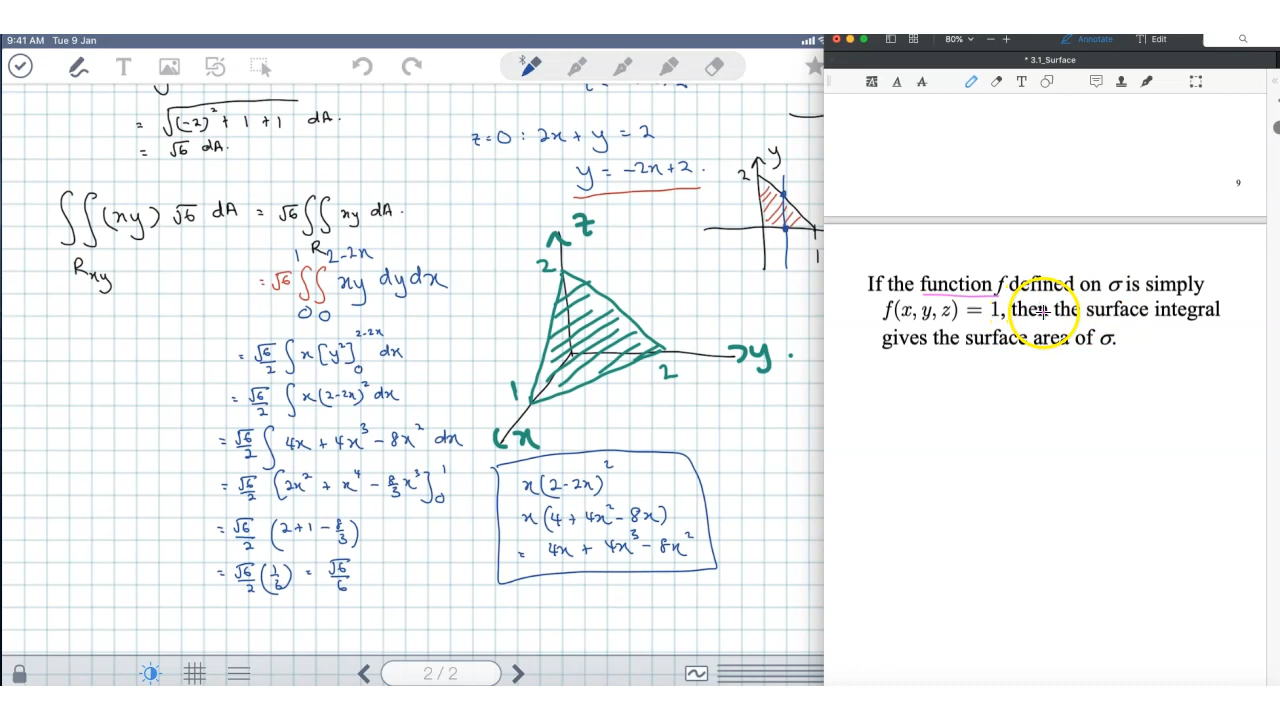 9:41 AM Tue 9 Jan
= √((-2)² + 1 + 1) dA.
= √6 dA.
∬ (xy) √6 dA = √6 ∬ xy dA.
Rxy
R
= √6 ∫₀¹ ∫₀²⁻²ˣ xy dy dx
= √6/2 ∫ x [y²]₀²⁻²ˣ dx
= √6/2 ∫ x(2-2x)² dx
= √6/2 ∫ 4x + 4x³ - 8x² dx
= √6/2 [2x² + x⁴ - 8/3 x³]₀¹
= √6/2 (2+1 - 8/3)
= √6/2 (1/3) = √6/6
z=0 : 2x + y = 2
y = -2x+2.
y
2
1
z
2
y.
2
1
x
x(2-2x)²
x(4 + 4x² - 8x)
= 4x + 4x³ - 8x²
2 / 2
80%
Annotate
Edit
* 3.1_Surface
9
If the function f defined on σ is simply
f(x, y, z) = 1, then the surface integral
gives the surface area of σ.